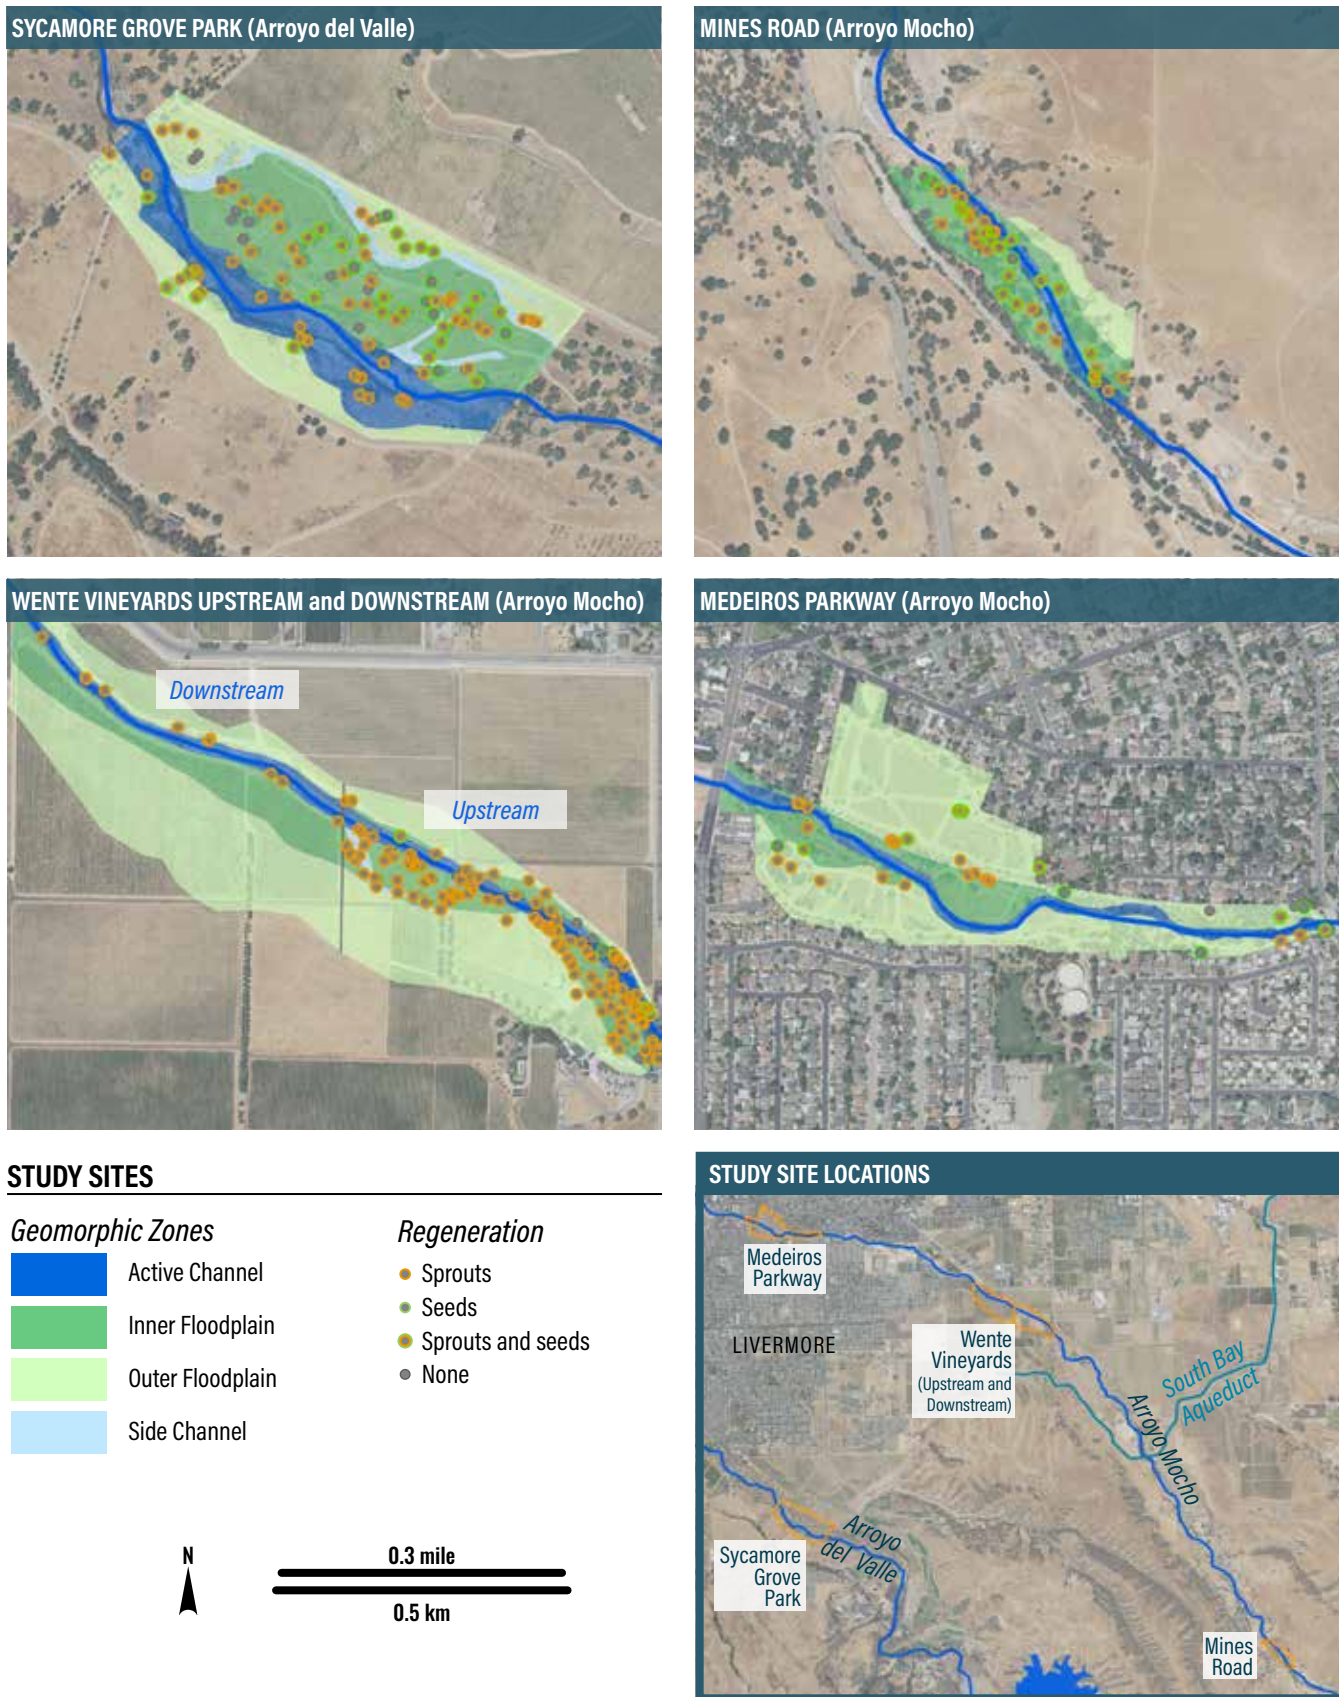 SYCAMORE GROVE PARK (Arroyo del Valle)
MINES ROAD (Arroyo Mocho)
WENTE VINEYARDS UPSTREAM and DOWNSTREAM (Arroyo Mocho)
Downstream
Upstream
MEDEIROS PARKWAY (Arroyo Mocho)
STUDY SITES
Geomorphic Zones
Active Channel
Inner Floodplain
Outer Floodplain
Side Channel
Regeneration
Sprouts
Seeds
Sprouts and seeds
None
N
0.3 mile
0.5 km
STUDY SITE LOCATIONS
Medeiros
Parkway
LIVERMORE
Wente
Vineyards
(Upstream and
Downstream)
South Bay
Aqueduct
Arroyo Mocho
Arroyo
del Valle
Sycamore
Grove
Park
Mines
Road